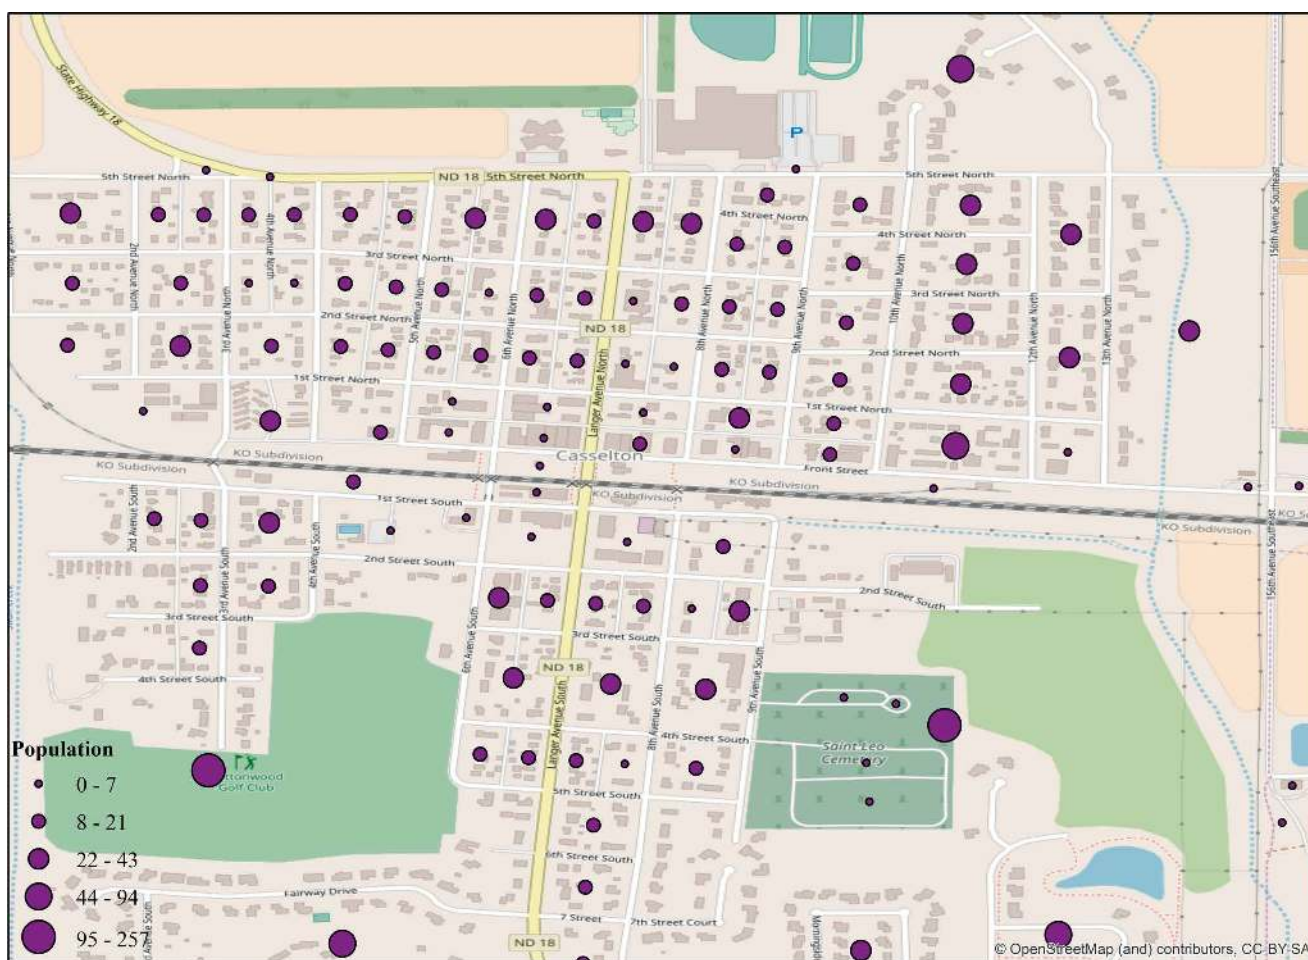 State Highway 18
P
5th Street North
ND 18
5th Street North
5th Street North
4th Street North
4th Street North
4th Avenue North
2nd Avenue North
3rd Avenue North
3rd Street North
5th Avenue North
6th Avenue North
8th Avenue North
9th Avenue North
10th Avenue North
3rd Street North
12th Avenue North
13th Avenue North
156th Avenue Southeast
2nd Street North
ND 18
2nd Street North
1st Street North
Langer Avenue North
1st Street North
Casselton
Front Street
KO Subdivision
KO Subdivision
KO Subdivision
KO Subdivision
KO Subdivision
1st Street South
2nd Avenue South
3rd Avenue South
4th Avenue South
2nd Street South
2nd Street South
156th Avenue Southeast
3rd Street South
3rd Street South
6th Avenue South
ND 18
Langer Avenue South
8th Avenue South
9th Avenue South
4th Street South
4th Street South
Saint Leo
Cemetery
Population
0 - 7
8 - 21
22 - 43
44 - 94
95 - 257
ttonwood
Golf Club
5th Street South
6th Street South
Fairway Drive
7 Street
7th Street Court
ND 18
© OpenStreetMap (and) contributors, CC-BY-SA